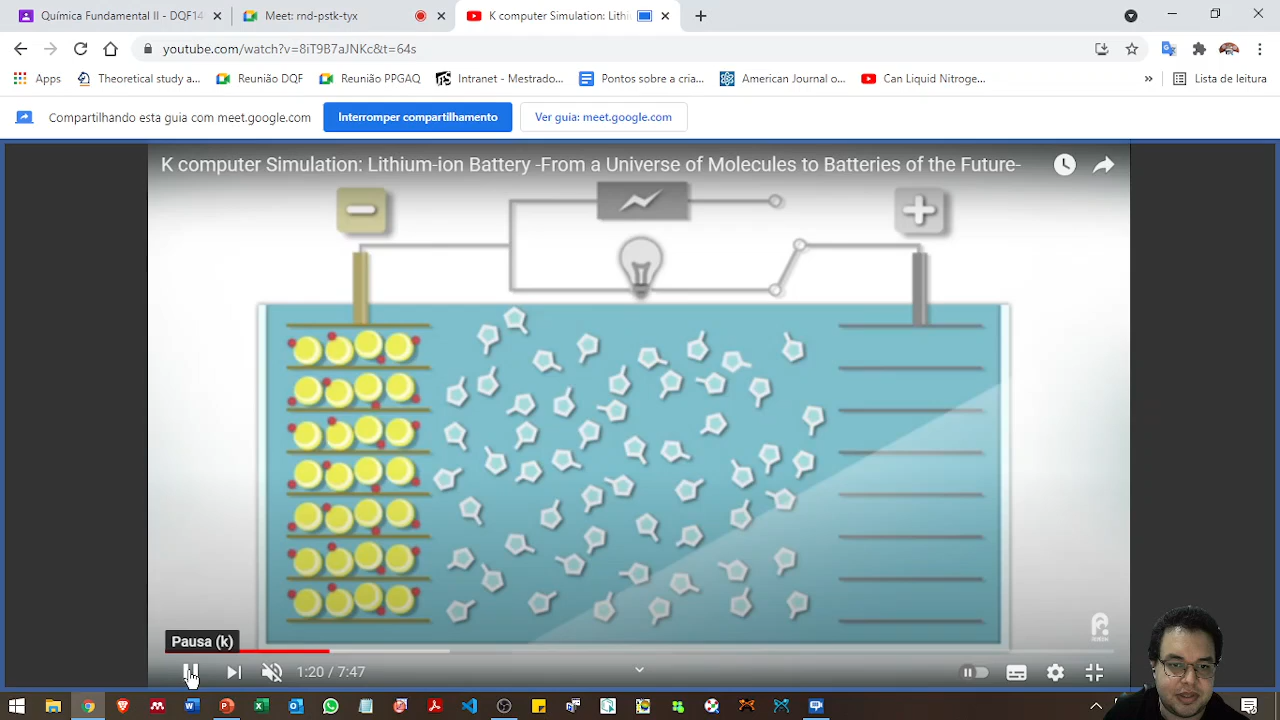 Química Fundamental II - DQF14
Meet: rnd-pstk-tyx
K computer Simulation: Lithi
youtube.com/watch?v=8iT9B7aJNKc&t=64s
Apps
Theoretical study a...
Reunião DQF
Reunião PPGAQ
Intranet - Mestrado...
Pontos sobre a cria...
American Journal o...
Can Liquid Nitroge...
»
Lista de leitura
Compartilhando esta guia com meet.google.com
Interromper compartilhamento
Ver guia: meet.google.com
K computer Simulation: Lithium-ion Battery -From a Universe of Molecules to Batteries of the Future-
Pausa (k)
1:20 / 7:47